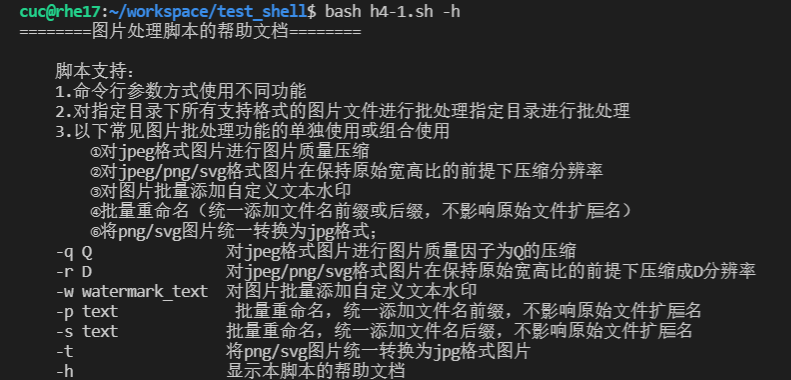 cuc@rhe17:~/workspace/test_shell$ bash h4-1.sh -h
========图片处理脚本的帮助文档========
脚本支持:
1.命令行参数方式使用不同功能
2.对指定目录下所有支持格式的图片文件进行批处理指定目录进行批处理
3.以下常见图片批处理功能的单独使用或组合使用
①对jpeg格式图片进行图片质量压缩
②对jpeg/png/svg格式图片在保持原始宽高比的前提下压缩分辨率
③对图片批量添加自定义文本水印
④批量重命名（统一添加文件名前缀或后缀，不影响原始文件扩展名）
⑥将png/svg图片统一转换为jpg格式;
-q Q 对jpeg格式图片进行图片质量因子为Q的压缩
-r D 对jpeg/png/svg格式图片在保持原始宽高比的前提下压缩成D分辨率
-w watermark_text 对图片批量添加自定义文本水印
-p text 批量重命名，统一添加文件名前缀，不影响原始文件扩展名
-s text 批量重命名，统一添加文件名后缀，不影响原始文件扩展名
-t 将png/svg图片统一转换为jpg格式图片
-h 显示本脚本的帮助文档